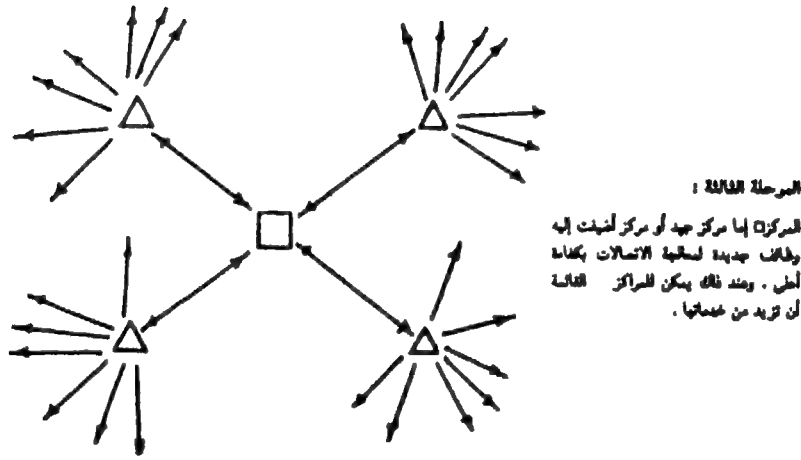 المرحلة الثالثة :
المركز□ إما مركز جديد أو مركز أضيفت إليه
وظائف جديدة لمعالجة الاتصالات بكفاءة
أعلى . وعند ذلك يمكن للمراكز القائمة
أن تزيد من خدماتها .